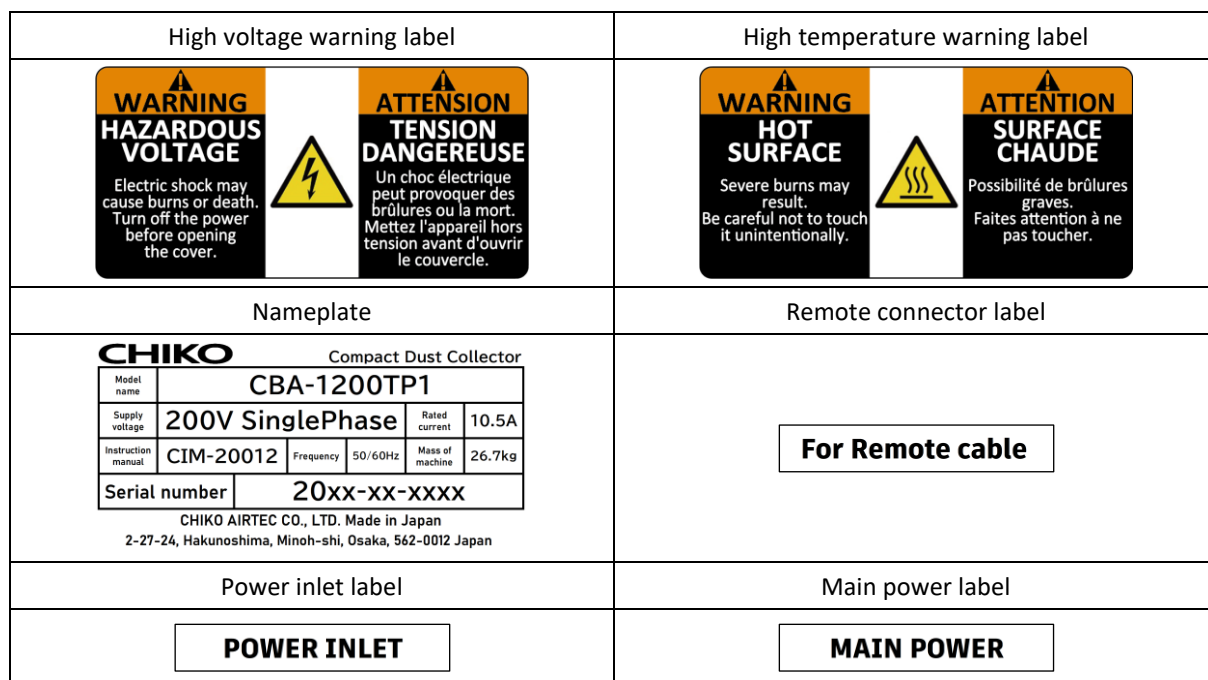 High voltage warning label
High temperature warning label
WARNING
HAZARDOUS
VOLTAGE
Electric shock may
cause burns or death.
Turn off the power
before opening
the cover.
ATTENSION
TENSION
DANGEREUSE
Un choc électrique
peut provoquer des
brûlures ou la mort.
Mettez l'appareil hors
tension avant d'ouvrir
le couvercle.
WARNING
HOT
SURFACE
Severe burns may
result.
Be careful not to touch
it unintentionally.
ATTENTION
SURFACE
CHAUDE
Possibilité de brûlures
graves.
Faites attention à ne
pas toucher.
Nameplate
Remote connector label
CHIKO Compact Dust Collector
Model name CBA-1200TP1
Supply voltage 200V SinglePhase Rated current 10.5A
Instruction manual CIM-20012 Frequency 50/60Hz Mass of machine 26.7kg
Serial number 20xx-xx-xxxx
CHIKO AIRTEC CO., LTD. Made in Japan
2-27-24, Hakunoshima, Minoh-shi, Osaka, 562-0012 Japan
For Remote cable
Power inlet label
Main power label
POWER INLET
MAIN POWER